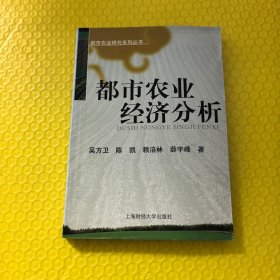 都市农业研究系列丛书
都市农业
经济分析
DUSHI NONGYE JINGJI FENXI
吴方卫 陈凯 赖涪林 薛宇峰 著
上海财经大学出版社